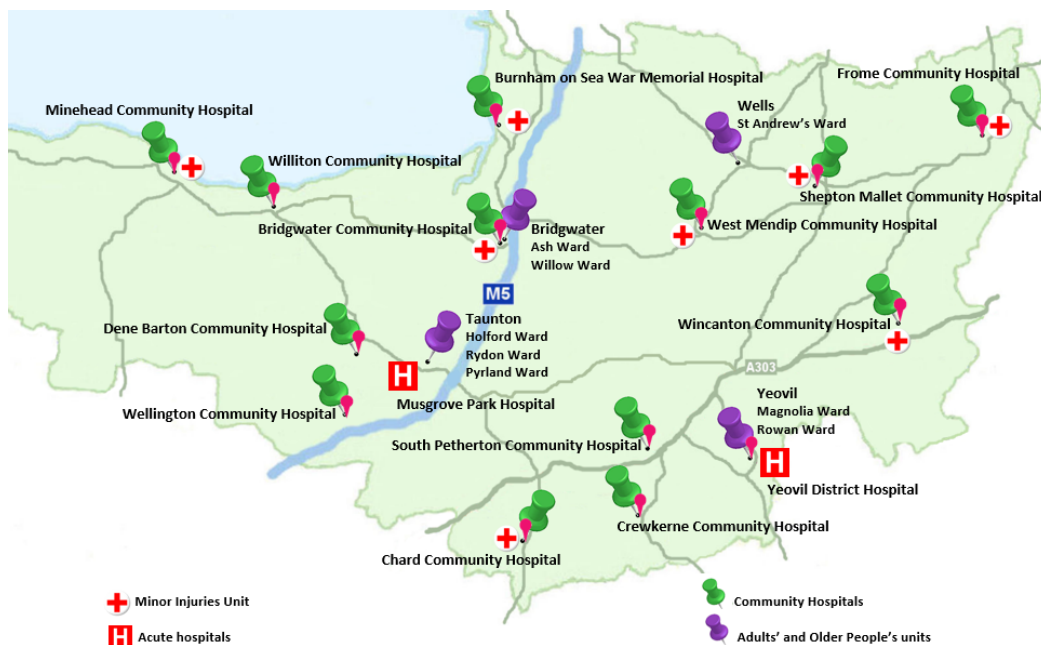 Burnham on Sea War Memorial Hospital
Frome Community Hospital
Minehead Community Hospital
Wells
St Andrew's Ward
Williton Community Hospital
Shepton Mallet Community Hospital
Bridgwater Community Hospital
Bridgwater
Ash Ward
Willow Ward
West Mendip Community Hospital
M5
Dene Barton Community Hospital
Taunton
Holford Ward
Rydon Ward
Pyrland Ward
Wincanton Community Hospital
A303
H
Musgrove Park Hospital
Wellington Community Hospital
Yeovil
Magnolia Ward
Rowan Ward
South Petherton Community Hospital
H
Yeovil District Hospital
Crewkerne Community Hospital
Chard Community Hospital
Minor Injuries Unit
Community Hospitals
H Acute hospitals
Adults' and Older People's units